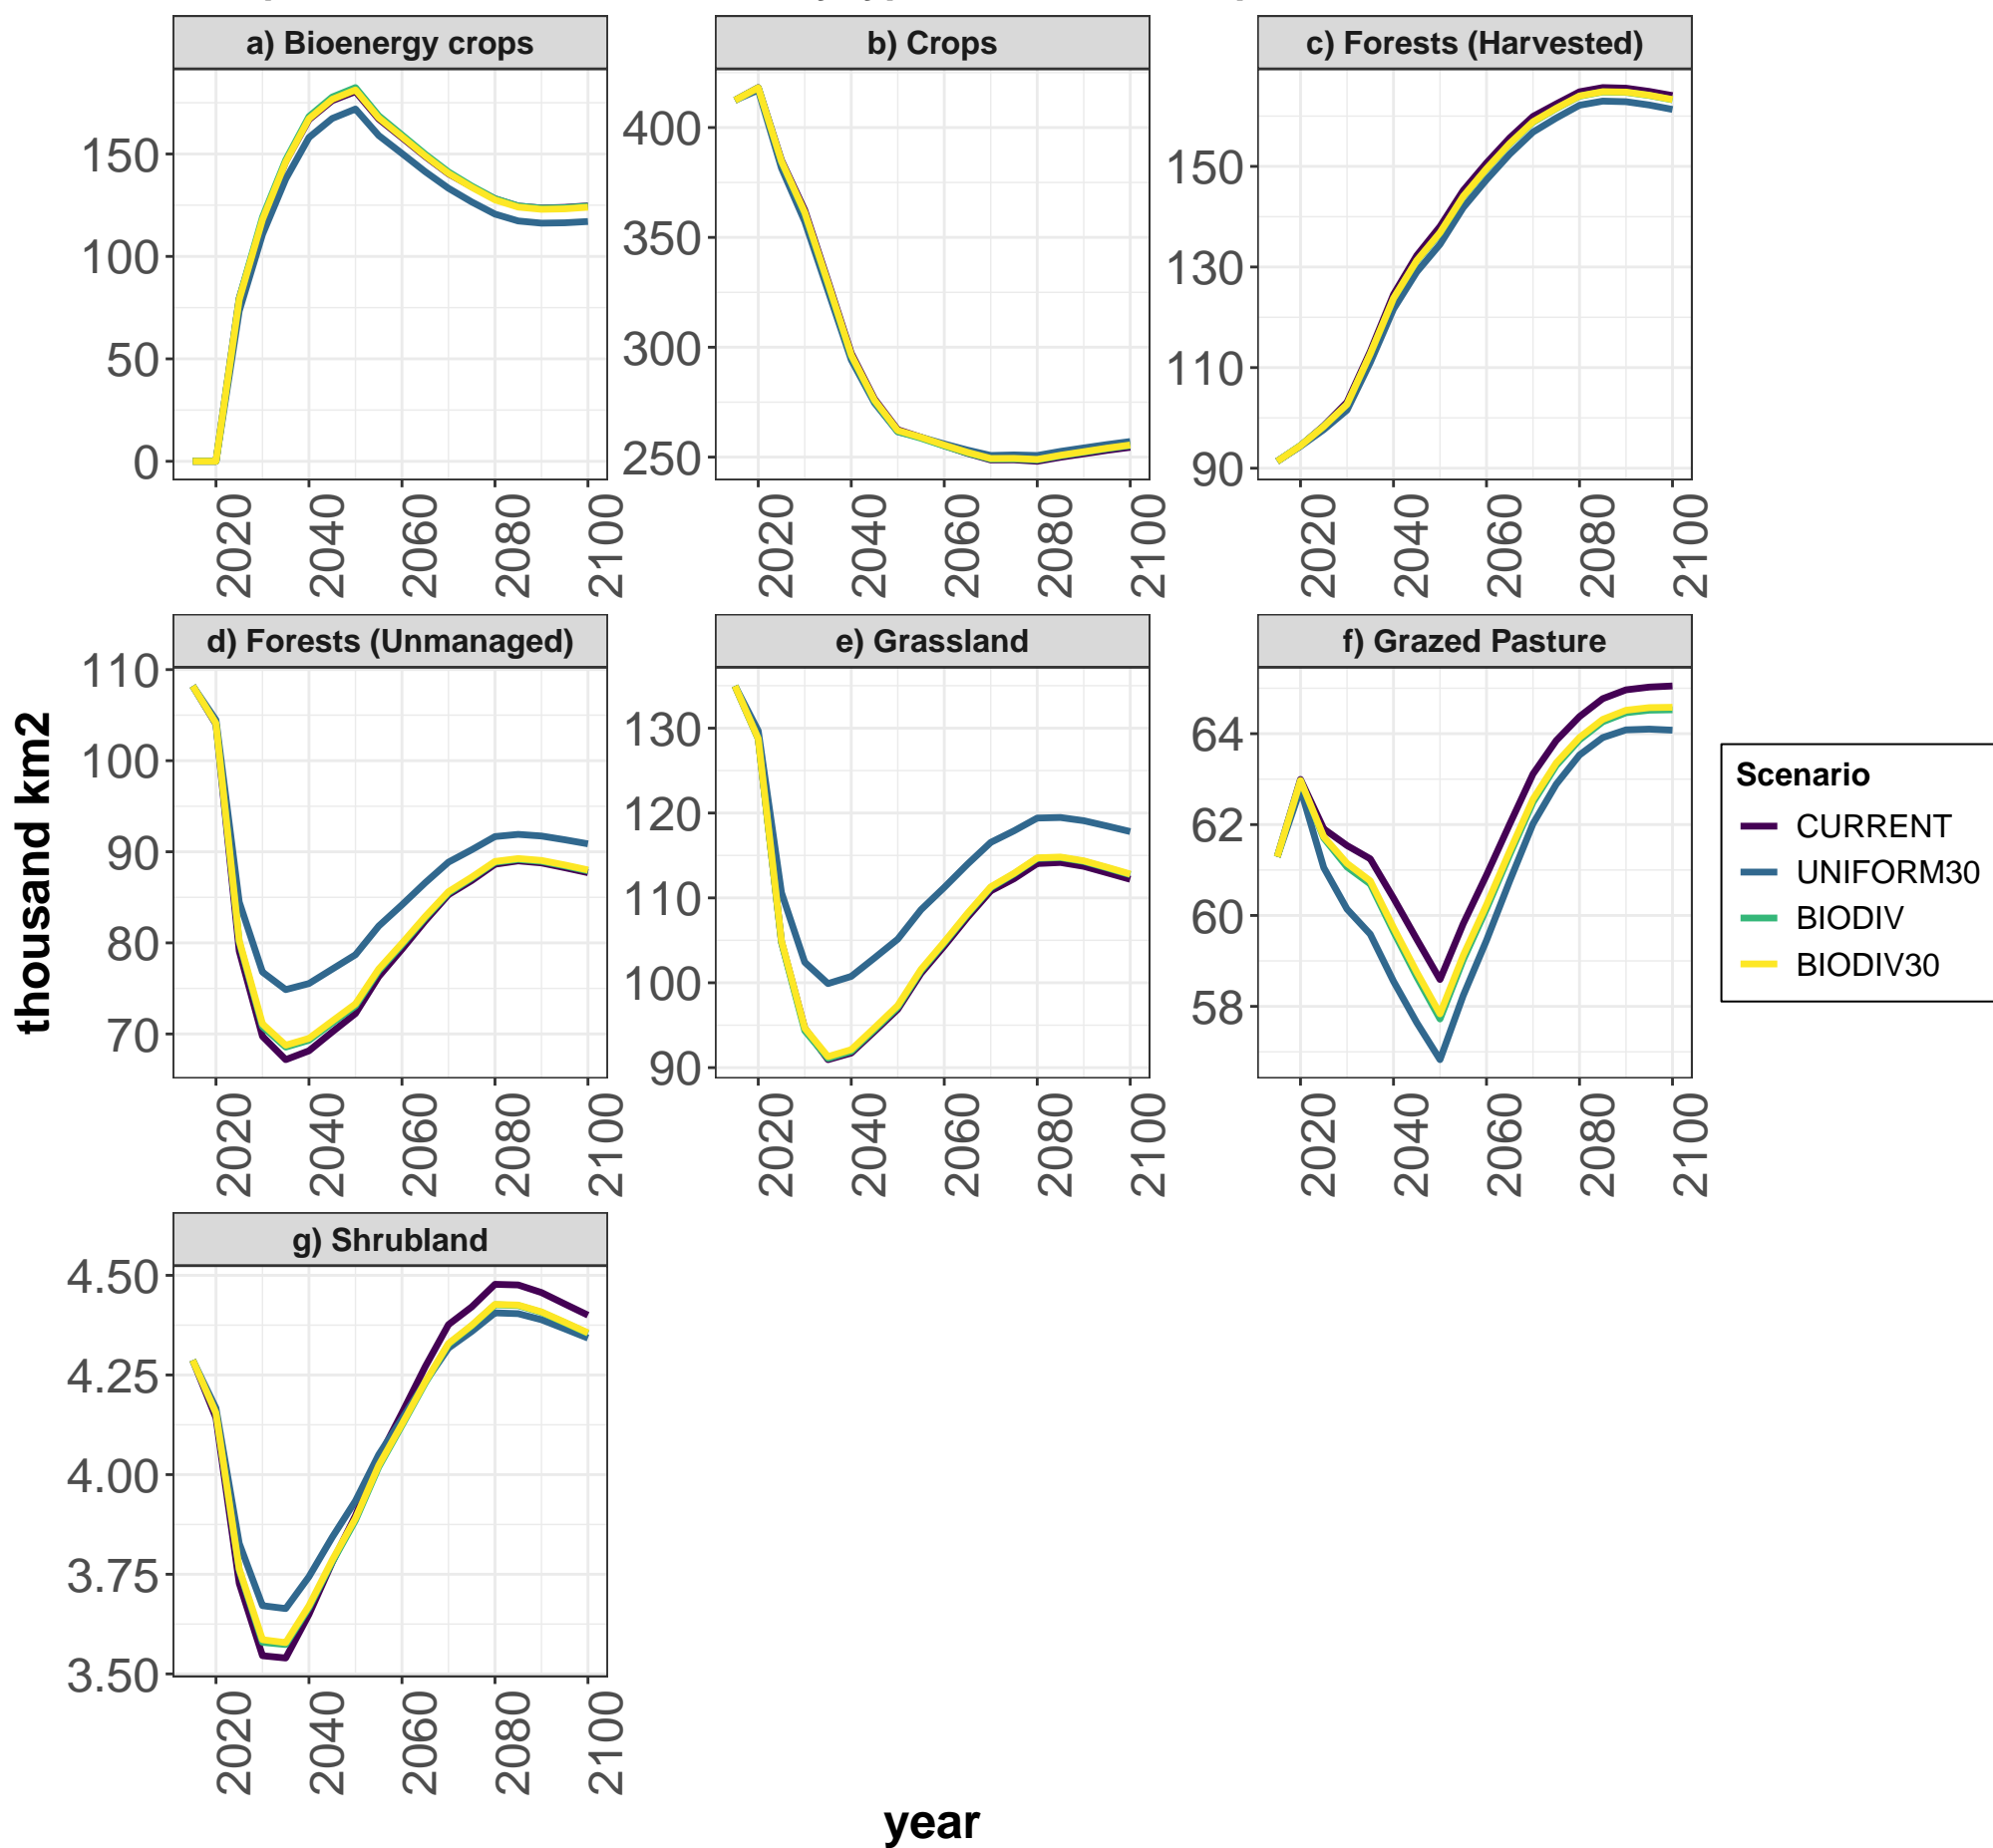 a) Bioenergy crops
b) Crops
c) Forests (Harvested)
150
100
50
0
400
350
300
250
150
130
110
90
2020 2040 2060 2080 2100
2020 2040 2060 2080 2100
2020 2040 2060 2080 2100
d) Forests (Unmanaged)
e) Grassland
f) Grazed Pasture
110
100
90
80
70
130
120
110
100
90
64
62
60
58
2020 2040 2060 2080 2100
2020 2040 2060 2080 2100
2020 2040 2060 2080 2100
g) Shrubland
4.50
4.25
4.00
3.75
3.50
2020 2040 2060 2080 2100
thousand km2
year
Scenario
CURRENT
UNIFORM30
BIODIV
BIODIV30